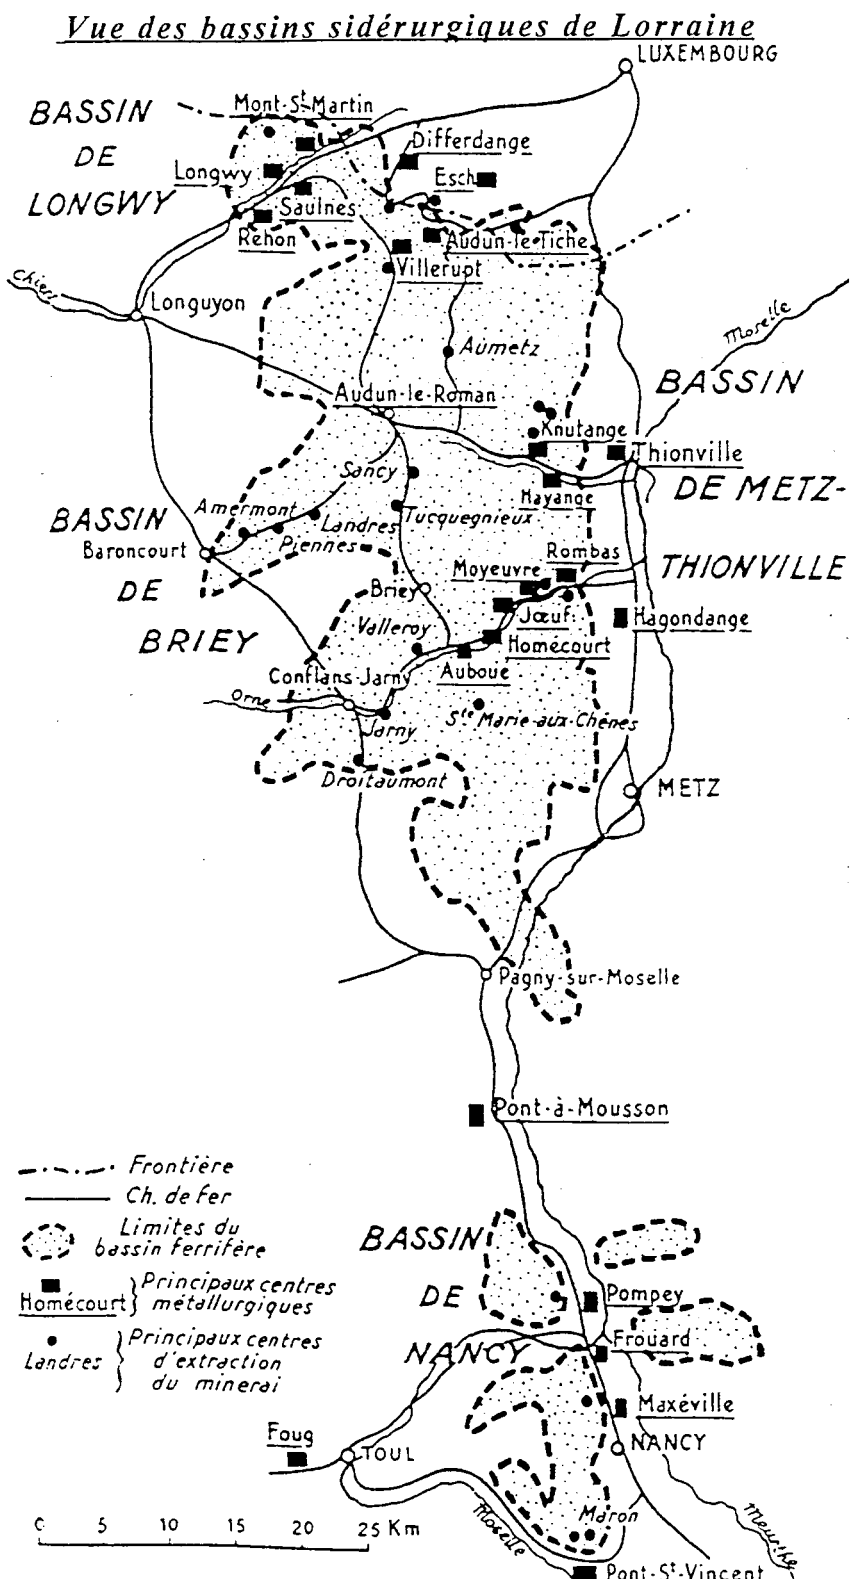 Vue des bassins sidérurgiques de Lorraine
LUXEMBOURG
BASSIN
DE
LONGWY
Mont-St-Martin
Differdange
Longwy
Esch
Saulnes
Rehon
Audun-le-Tiche
Villerupt
Chiers
Longuyon
Moselle
Aumetz
BASSIN
DE METZ-
THIONVILLE
Audun-le-Roman
Knutange
Thionville
Sancy
Hayange
BASSIN
DE
BRIEY
Amermont
Landres
Tucquegnieux
Piennes
Baroncourt
Rombas
Moyeuvre
Briey
Jœuf
Hagondange
Valleroy
Homécourt
Auboue
Conflans-Jarny
Orne
Ste Marie-aux-Chênes
Jarny
Droitaumont
METZ
Pagny-sur-Moselle
Pont-à-Mousson
Frontière
Ch. de fer
Limites du
bassin ferrifère
Homécourt
Principaux centres
métallurgiques
Landres
Principaux centres
d'extraction
du minerai
BASSIN
DE
NANCY
Pompey
Frouard
Maxéville
Foug
TOUL
NANCY
Maron
Moselle
Meurthe
Pont-St-Vincent
0 5 10 15 20 25 Km